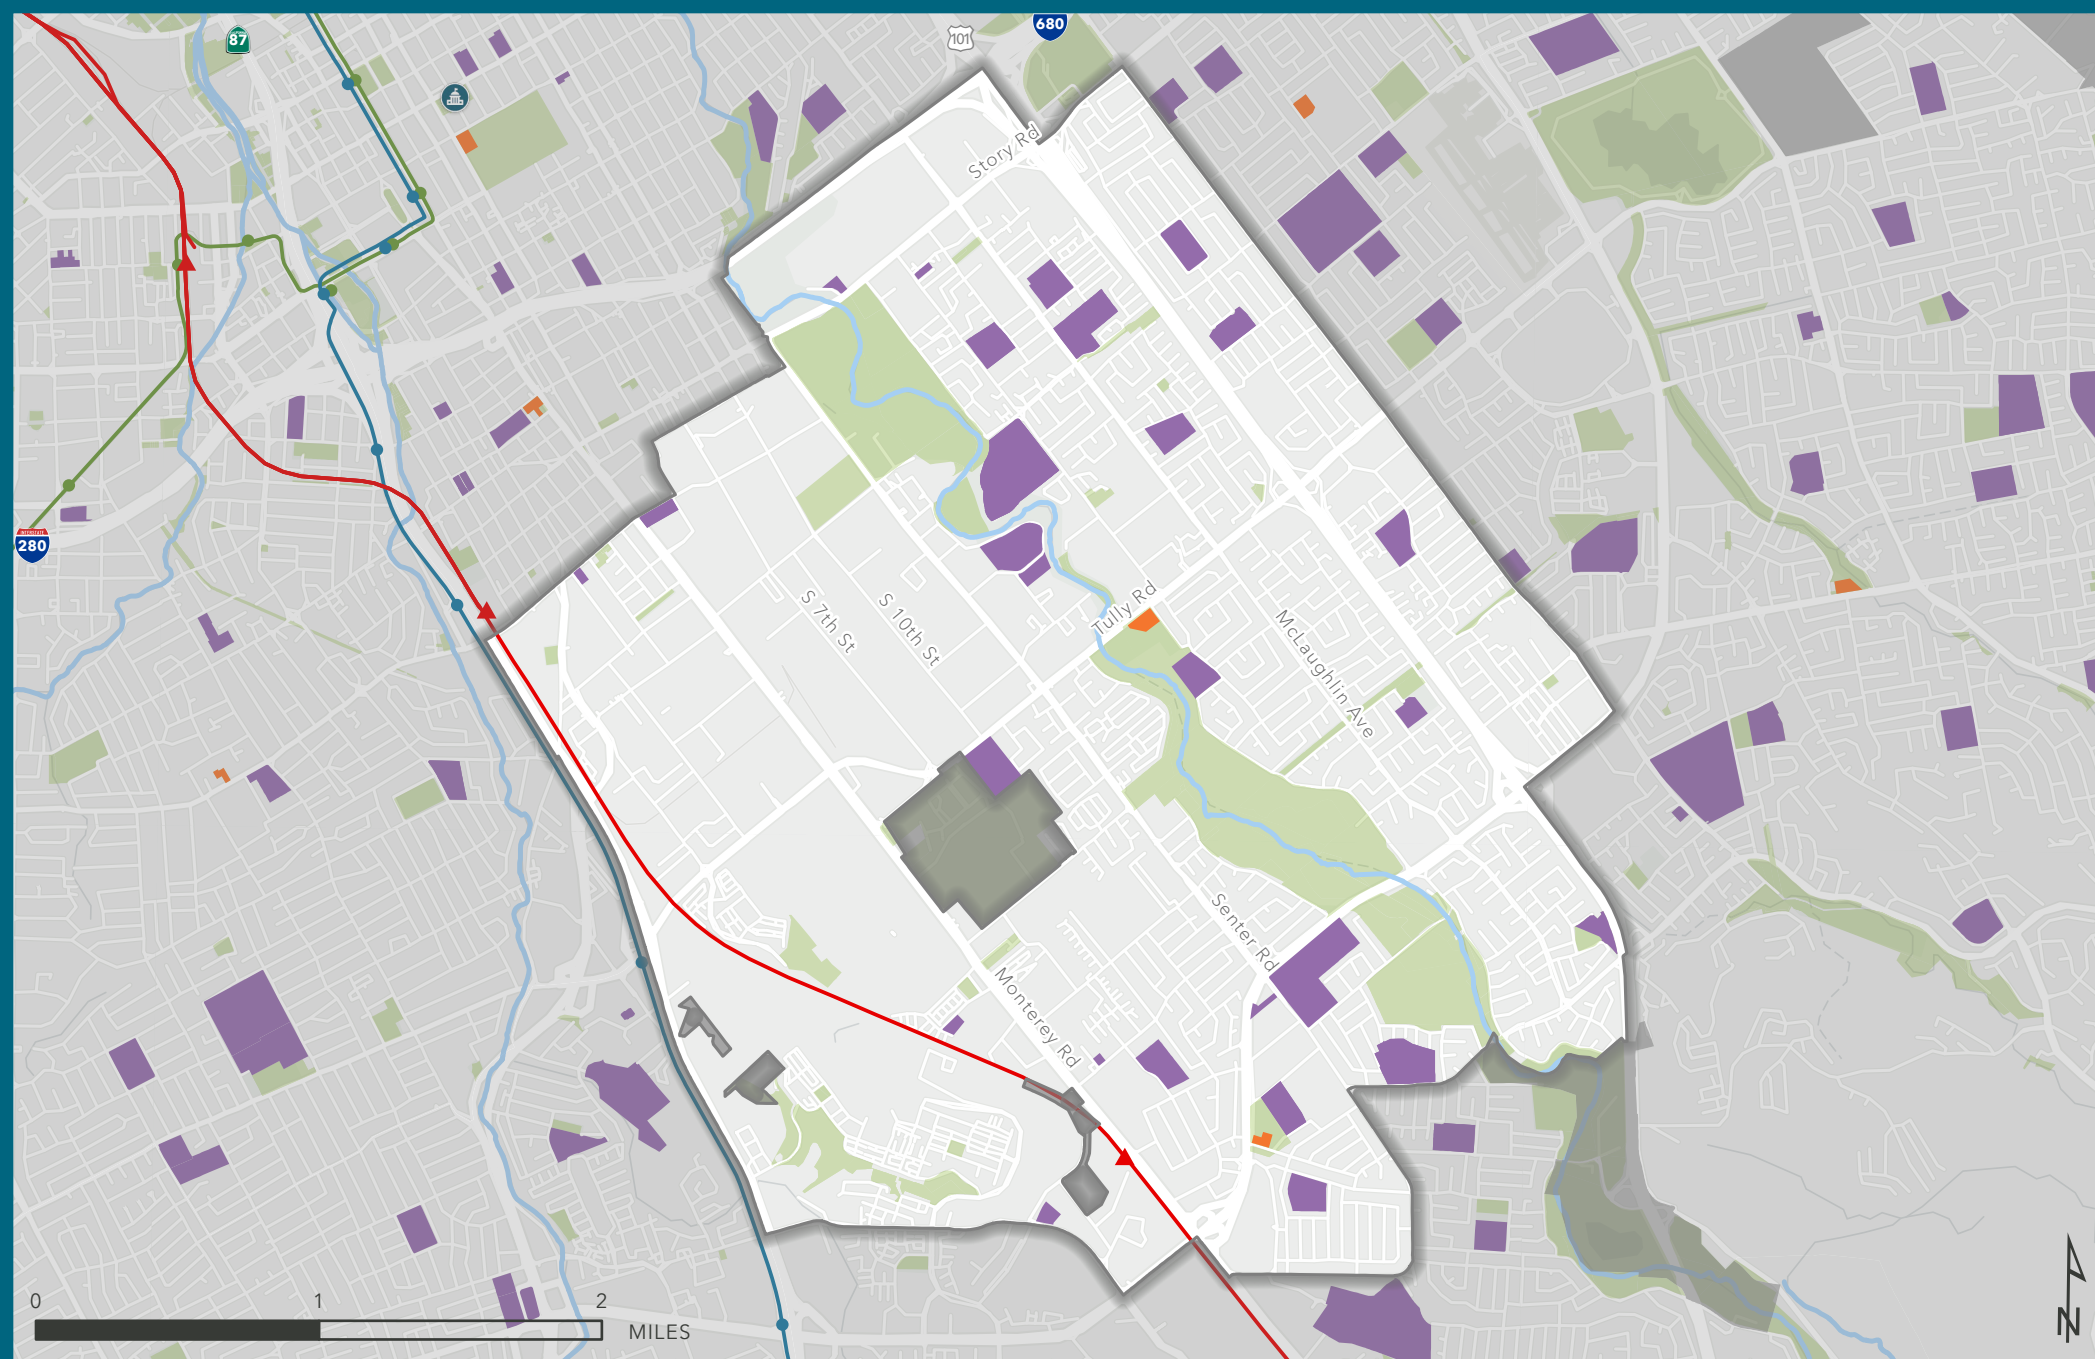 87
101
680
Story Rd
INTERSTATE
280
S 7th St
S 10th St
Tully Rd
McLaughlin Ave
Senter Rd
Monterey Rd
0 1 2
MILES
N